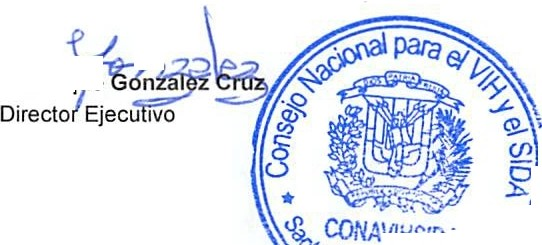 González Cruz
Director Ejecutivo
Consejo Nacional para el VIH y el SIDA